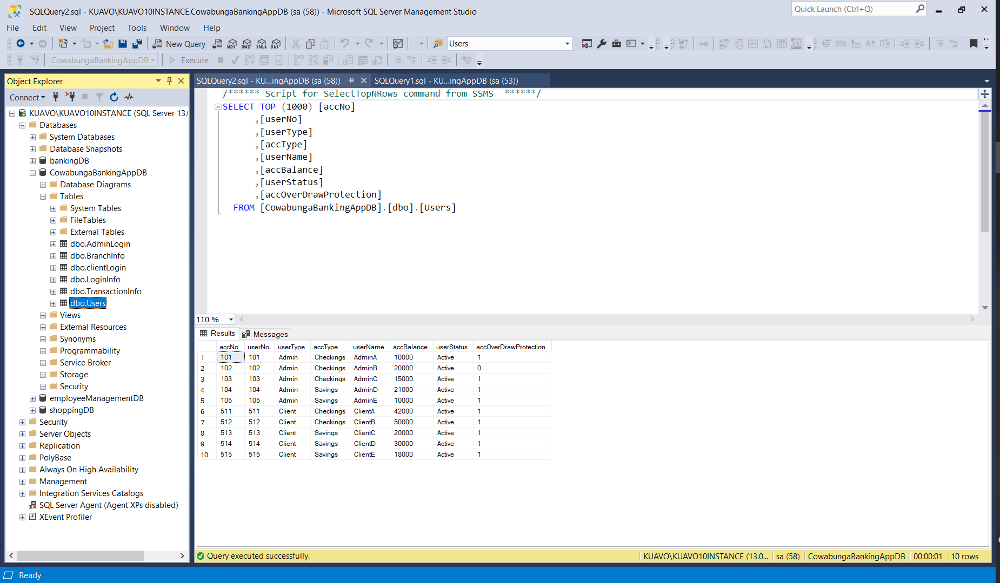 SQLQuery2.sql - KUAVO\KUAVO10INSTANCE.CowabungaBankingAppDB (sa (58)) - Microsoft SQL Server Management Studio
Quick Launch (Ctrl+Q)
File Edit View Project Tools Window Help
New Query MDX DMX XMLA DAX Users
CowabungaBankingAppDB Execute
Object Explorer
Connect
KUAVO\KUAVO10INSTANCE (SQL Server 13.0
Databases
System Databases
Database Snapshots
bankingDB
CowabungaBankingAppDB
Database Diagrams
Tables
System Tables
FileTables
External Tables
dbo.AdminLogin
dbo.BranchInfo
dbo.clientLogin
dbo.LoginInfo
dbo.TransactionInfo
dbo.Users
Views
External Resources
Synonyms
Programmability
Service Broker
Storage
Security
employeeManagementDB
shoppingDB
Security
Server Objects
Replication
PolyBase
Always On High Availability
Management
Integration Services Catalogs
SQL Server Agent (Agent XPs disabled)
XEvent Profiler
SQLQuery2.sql - KU...ingAppDB (sa (58)) SQLQuery1.sql - KU...ingAppDB (sa (53))
/****** Script for SelectTopNRows command from SSMS ******/
SELECT TOP (1000) [accNo]
,[userNo]
,[userType]
,[accType]
,[userName]
,[accBalance]
,[userStatus]
,[accOverDrawProtection]
FROM [CowabungaBankingAppDB].[dbo].[Users]
110 %
Results Messages
accNo userNo userType accType userName accBalance userStatus accOverDrawProtection
1 101 101 Admin Checkings AdminA 10000 Active 1
2 102 102 Admin Checkings AdminB 20000 Active 0
3 103 103 Admin Checkings AdminC 15000 Active 1
4 104 104 Admin Savings AdminD 21000 Active 1
5 105 105 Admin Savings AdminE 10000 Active 1
6 511 511 Client Checkings ClientA 42000 Active 1
7 512 512 Client Checkings ClientB 50000 Active 1
8 513 513 Client Savings ClientC 20000 Active 1
9 514 514 Client Savings ClientD 30000 Active 1
10 515 515 Client Savings ClientE 18000 Active 1
Query executed successfully. KUAVO\KUAVO10INSTANCE (13.0... sa (58) CowabungaBankingAppDB 00:00:01 10 rows
Ready